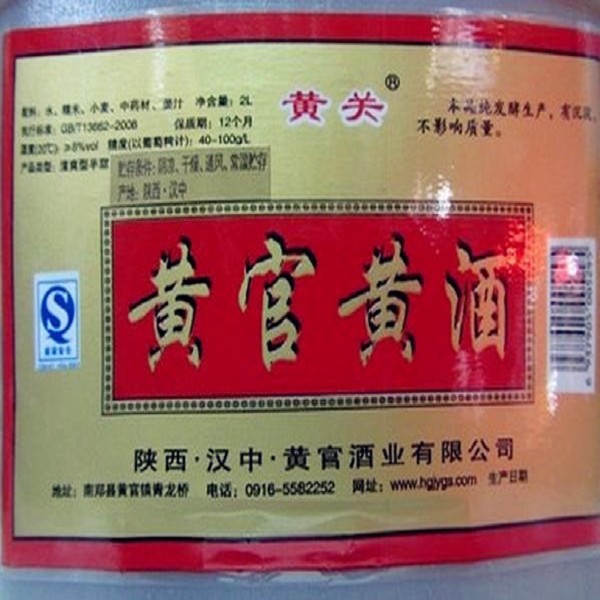 配料:水、糯米、小麦、中药材、蒸汁 净含量:2L
执行标准:GB/T13662-2008 保质期:12个月
酒度(20℃):≥8%vol 糖度(以葡萄糖计):40-100g/L
产品类型:清爽型半甜
贮存条件:阴凉、干燥、通风、常温贮存
产地:陕西·汉中
黄关®
本品纯发酵生产,有沉淀,
不影响质量。
黄官黄酒
陕西·汉中·黄官酒业有限公司
地址:南郑县黄官镇青龙桥 电话:0916-5582252 网址:www.hgjygs.com 生产日期